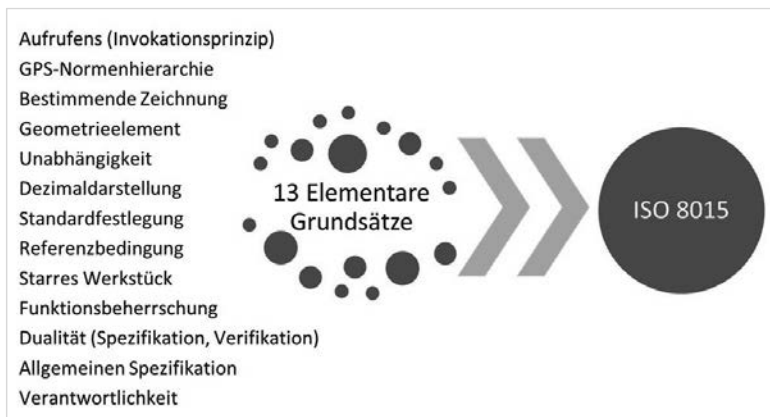 Aufrufens (Invokationsprinzip)
GPS-Normenhierarchie
Bestimmende Zeichnung
Geometrieelement
Unabhängigkeit
Dezimaldarstellung
Standardfestlegung
Referenzbedingung
Starres Werkstück
Funktionsbeherrschung
Dualität (Spezifikation, Verifikation)
Allgemeinen Spezifikation
Verantwortlichkeit
13 Elementare
Grundsätze
ISO 8015